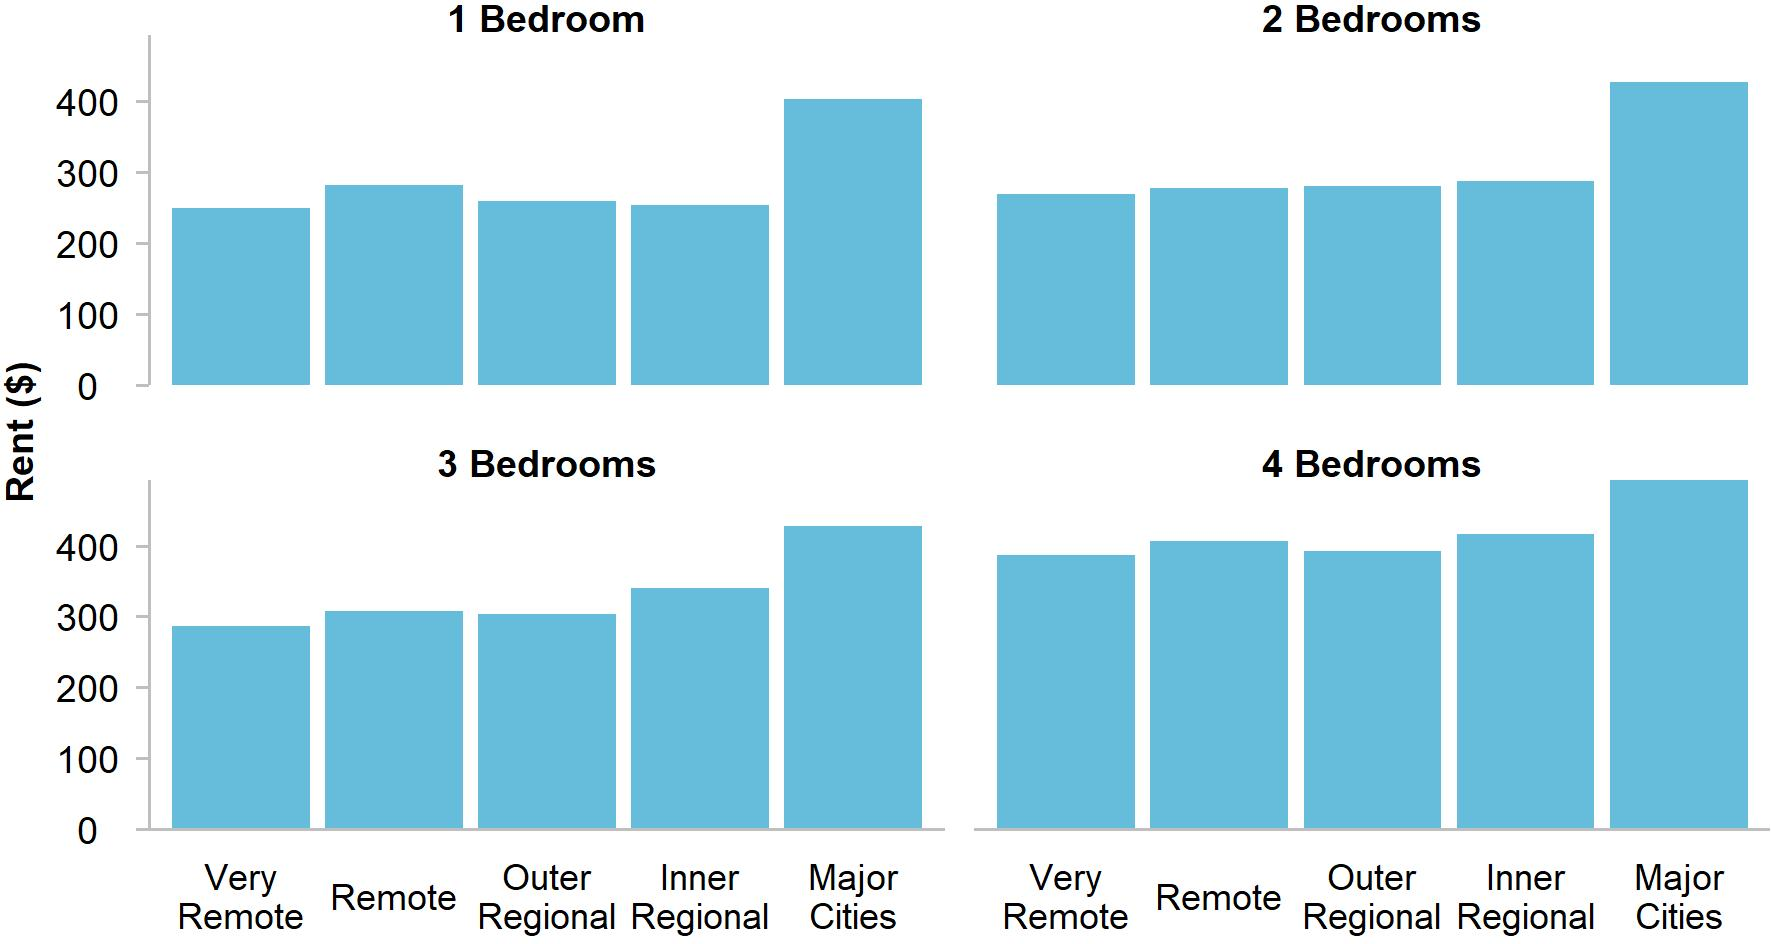 1 Bedroom
2 Bedrooms
400
300
200
100
0
Rent ($)
3 Bedrooms
4 Bedrooms
400
300
200
100
0
Very
Remote
Remote
Outer
Regional
Inner
Regional
Major
Cities
Very
Remote
Remote
Outer
Regional
Inner
Regional
Major
Cities